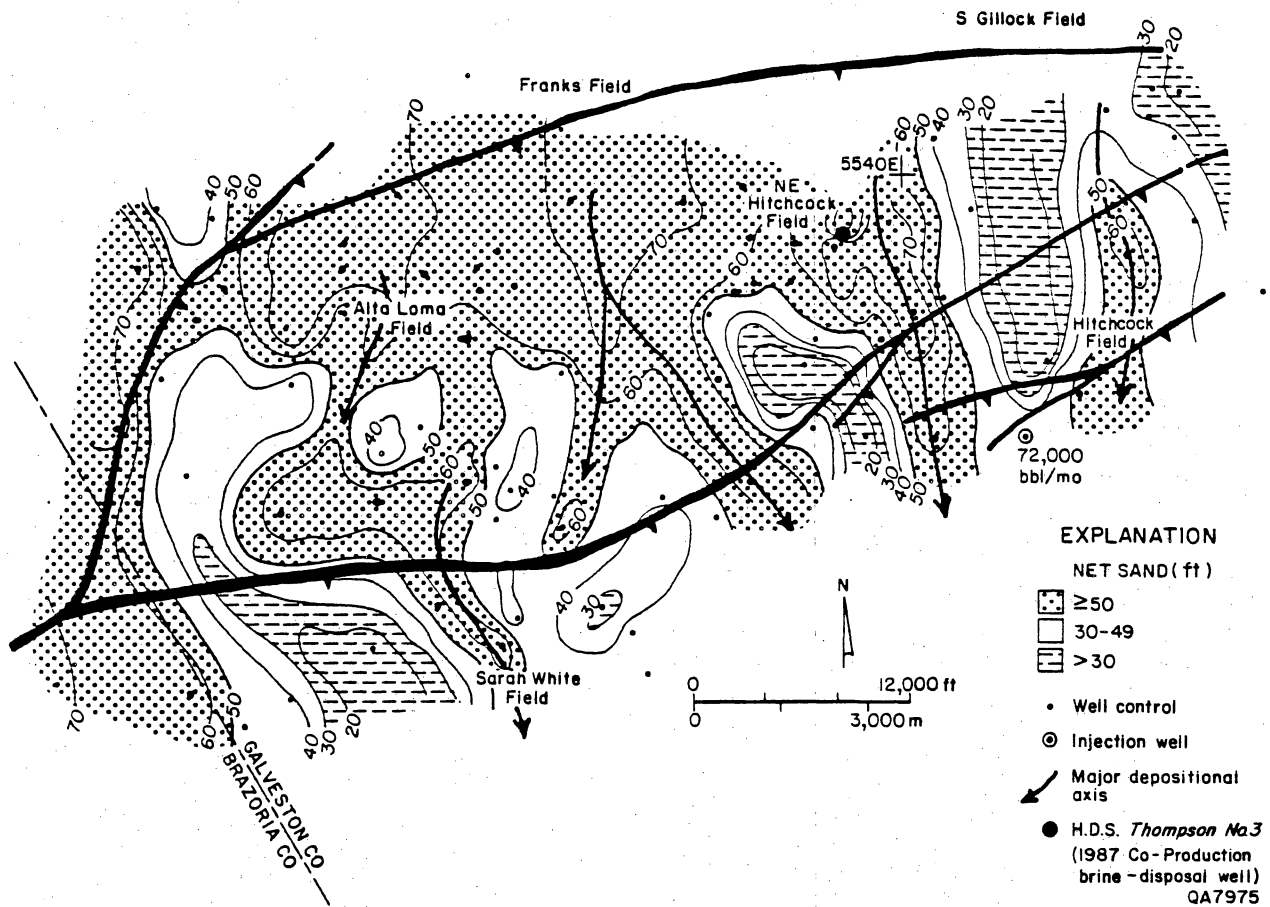 S Gillock Field
30
20
Franks Field
70
60
50
40
30
20
5540E
NE
Hitchcock
Field
40
50
60
70
50
60
70
60
70
Alta Loma
Field
Hitchcock
Field
60
40
50
60
50
40
60
20
30
40
50
72,000
bbl/mo
40
30
Sarah White
Field
70
60
50
40
30
20
GALVESTON CO
BRAZORIA CO
N
0 12,000 ft
0 3,000 m
EXPLANATION
NET SAND (ft)
≥50
30-49
>30
Well control
Injection well
Major depositional
axis
H.D.S. Thompson No.3
(1987 Co-Production
brine-disposal well)
QA7975